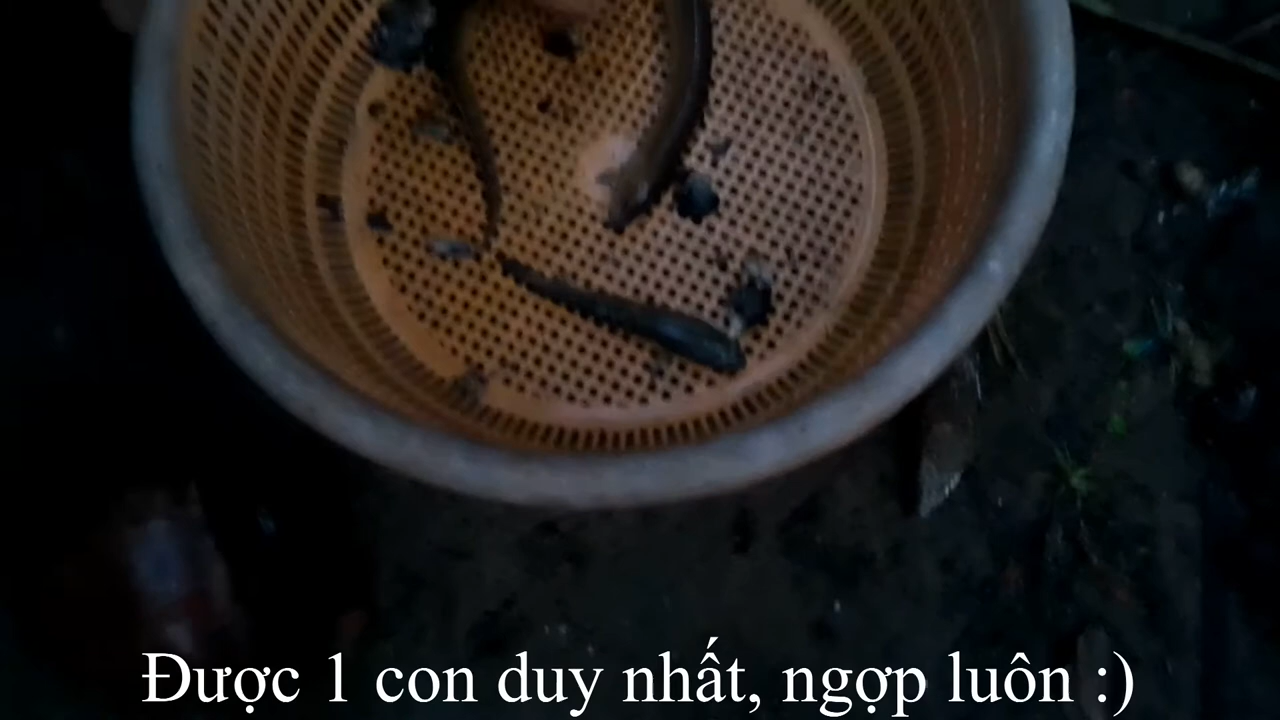 Được 1 con duy nhất, ngợp luôn :)